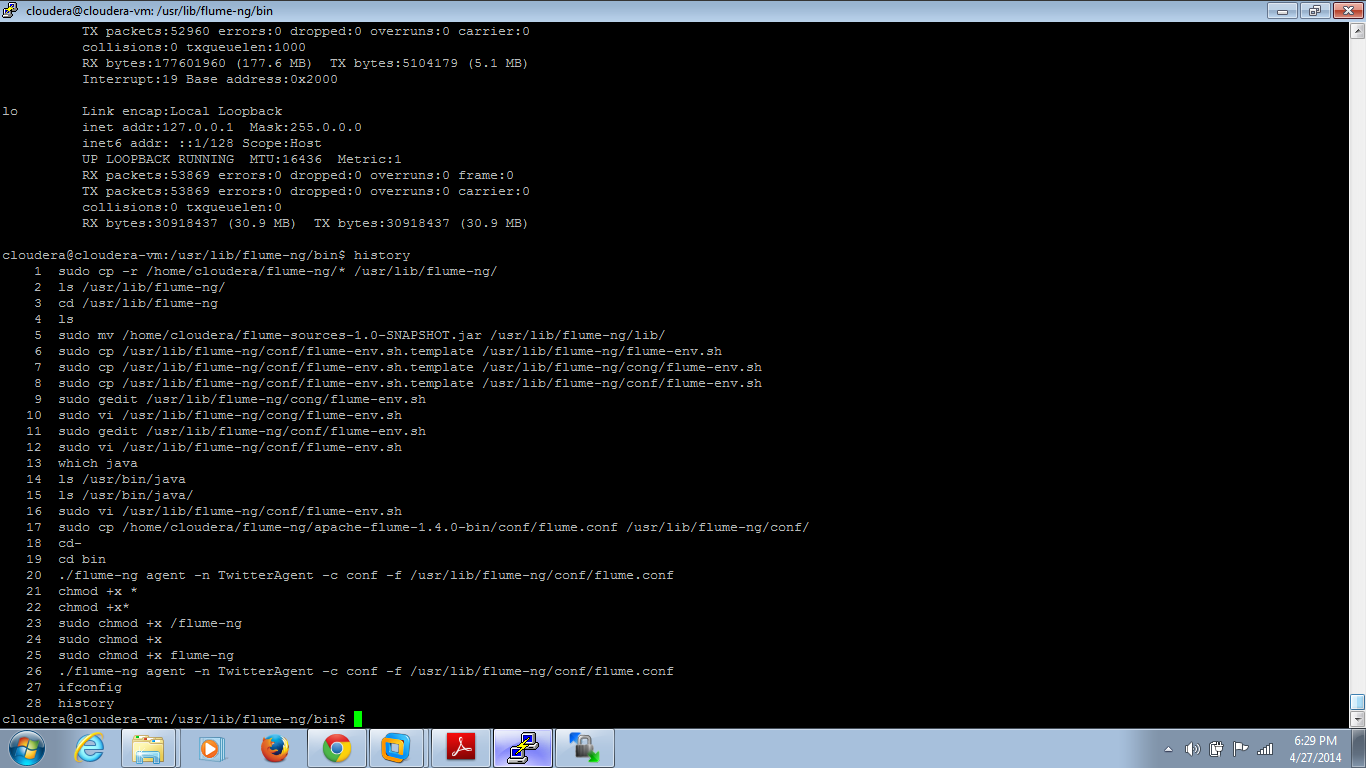 cloudera@cloudera-vm: /usr/lib/flume-ng/bin
TX packets:52960 errors:0 dropped:0 overruns:0 carrier:0
collisions:0 txqueuelen:1000
RX bytes:177601960 (177.6 MB)  TX bytes:5104179 (5.1 MB)
Interrupt:19 Base address:0x2000
lo        Link encap:Local Loopback
inet addr:127.0.0.1  Mask:255.0.0.0
inet6 addr: ::1/128 Scope:Host
UP LOOPBACK RUNNING  MTU:16436  Metric:1
RX packets:53869 errors:0 dropped:0 overruns:0 frame:0
TX packets:53869 errors:0 dropped:0 overruns:0 carrier:0
collisions:0 txqueuelen:0
RX bytes:30918437 (30.9 MB)  TX bytes:30918437 (30.9 MB)
cloudera@cloudera-vm:/usr/lib/flume-ng/bin$ history
1  sudo cp -r /home/cloudera/flume-ng/* /usr/lib/flume-ng/
2  ls /usr/lib/flume-ng/
3  cd /usr/lib/flume-ng
4  ls
5  sudo mv /home/cloudera/flume-sources-1.0-SNAPSHOT.jar /usr/lib/flume-ng/lib/
6  sudo cp /usr/lib/flume-ng/conf/flume-env.sh.template /usr/lib/flume-ng/flume-env.sh
7  sudo cp /usr/lib/flume-ng/conf/flume-env.sh.template /usr/lib/flume-ng/cong/flume-env.sh
8  sudo cp /usr/lib/flume-ng/conf/flume-env.sh.template /usr/lib/flume-ng/conf/flume-env.sh
9  sudo gedit /usr/lib/flume-ng/cong/flume-env.sh
10  sudo vi /usr/lib/flume-ng/cong/flume-env.sh
11  sudo gedit /usr/lib/flume-ng/conf/flume-env.sh
12  sudo vi /usr/lib/flume-ng/conf/flume-env.sh
13  which java
14  ls /usr/bin/java
15  ls /usr/bin/java/
16  sudo vi /usr/lib/flume-ng/conf/flume-env.sh
17  sudo cp /home/cloudera/flume-ng/apache-flume-1.4.0-bin/conf/flume.conf /usr/lib/flume-ng/conf/
18  cd-
19  cd bin
20  ./flume-ng agent -n TwitterAgent -c conf -f /usr/lib/flume-ng/conf/flume.conf
21  chmod +x *
22  chmod +x*
23  sudo chmod +x /flume-ng
24  sudo chmod +x
25  sudo chmod +x flume-ng
26  ./flume-ng agent -n TwitterAgent -c conf -f /usr/lib/flume-ng/conf/flume.conf
27  ifconfig
28  history
cloudera@cloudera-vm:/usr/lib/flume-ng/bin$
6:29 PM
4/27/2014